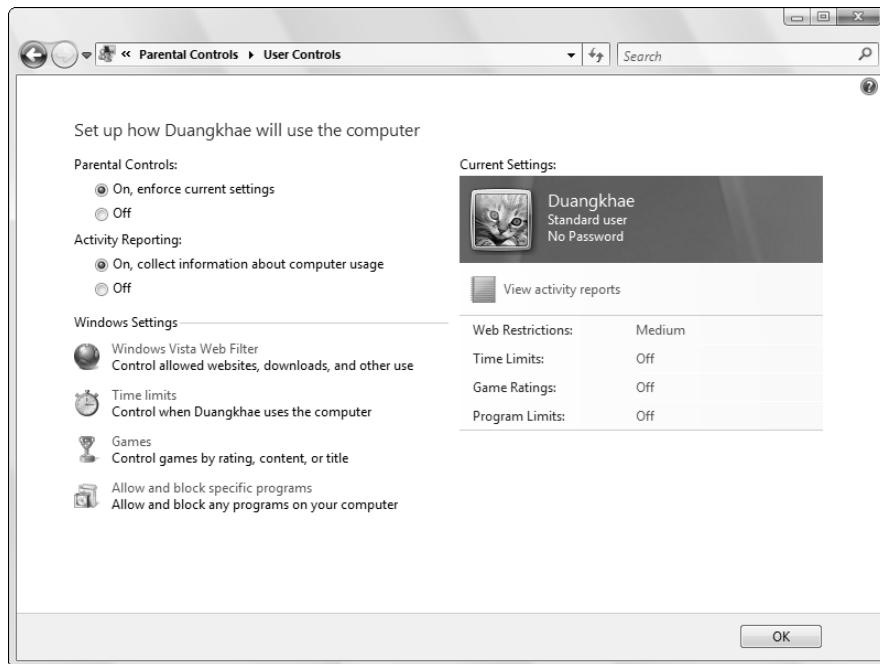 « Parental Controls ▸ User Controls
Search
Set up how Duangkhae will use the computer
Parental Controls:
On, enforce current settings
Off
Activity Reporting:
On, collect information about computer usage
Off
Windows Settings
Windows Vista Web Filter
Control allowed websites, downloads, and other use
Time limits
Control when Duangkhae uses the computer
Games
Control games by rating, content, or title
Allow and block specific programs
Allow and block any programs on your computer
Current Settings:
Duangkhae
Standard user
No Password
View activity reports
Web Restrictions: Medium
Time Limits: Off
Game Ratings: Off
Program Limits: Off
OK